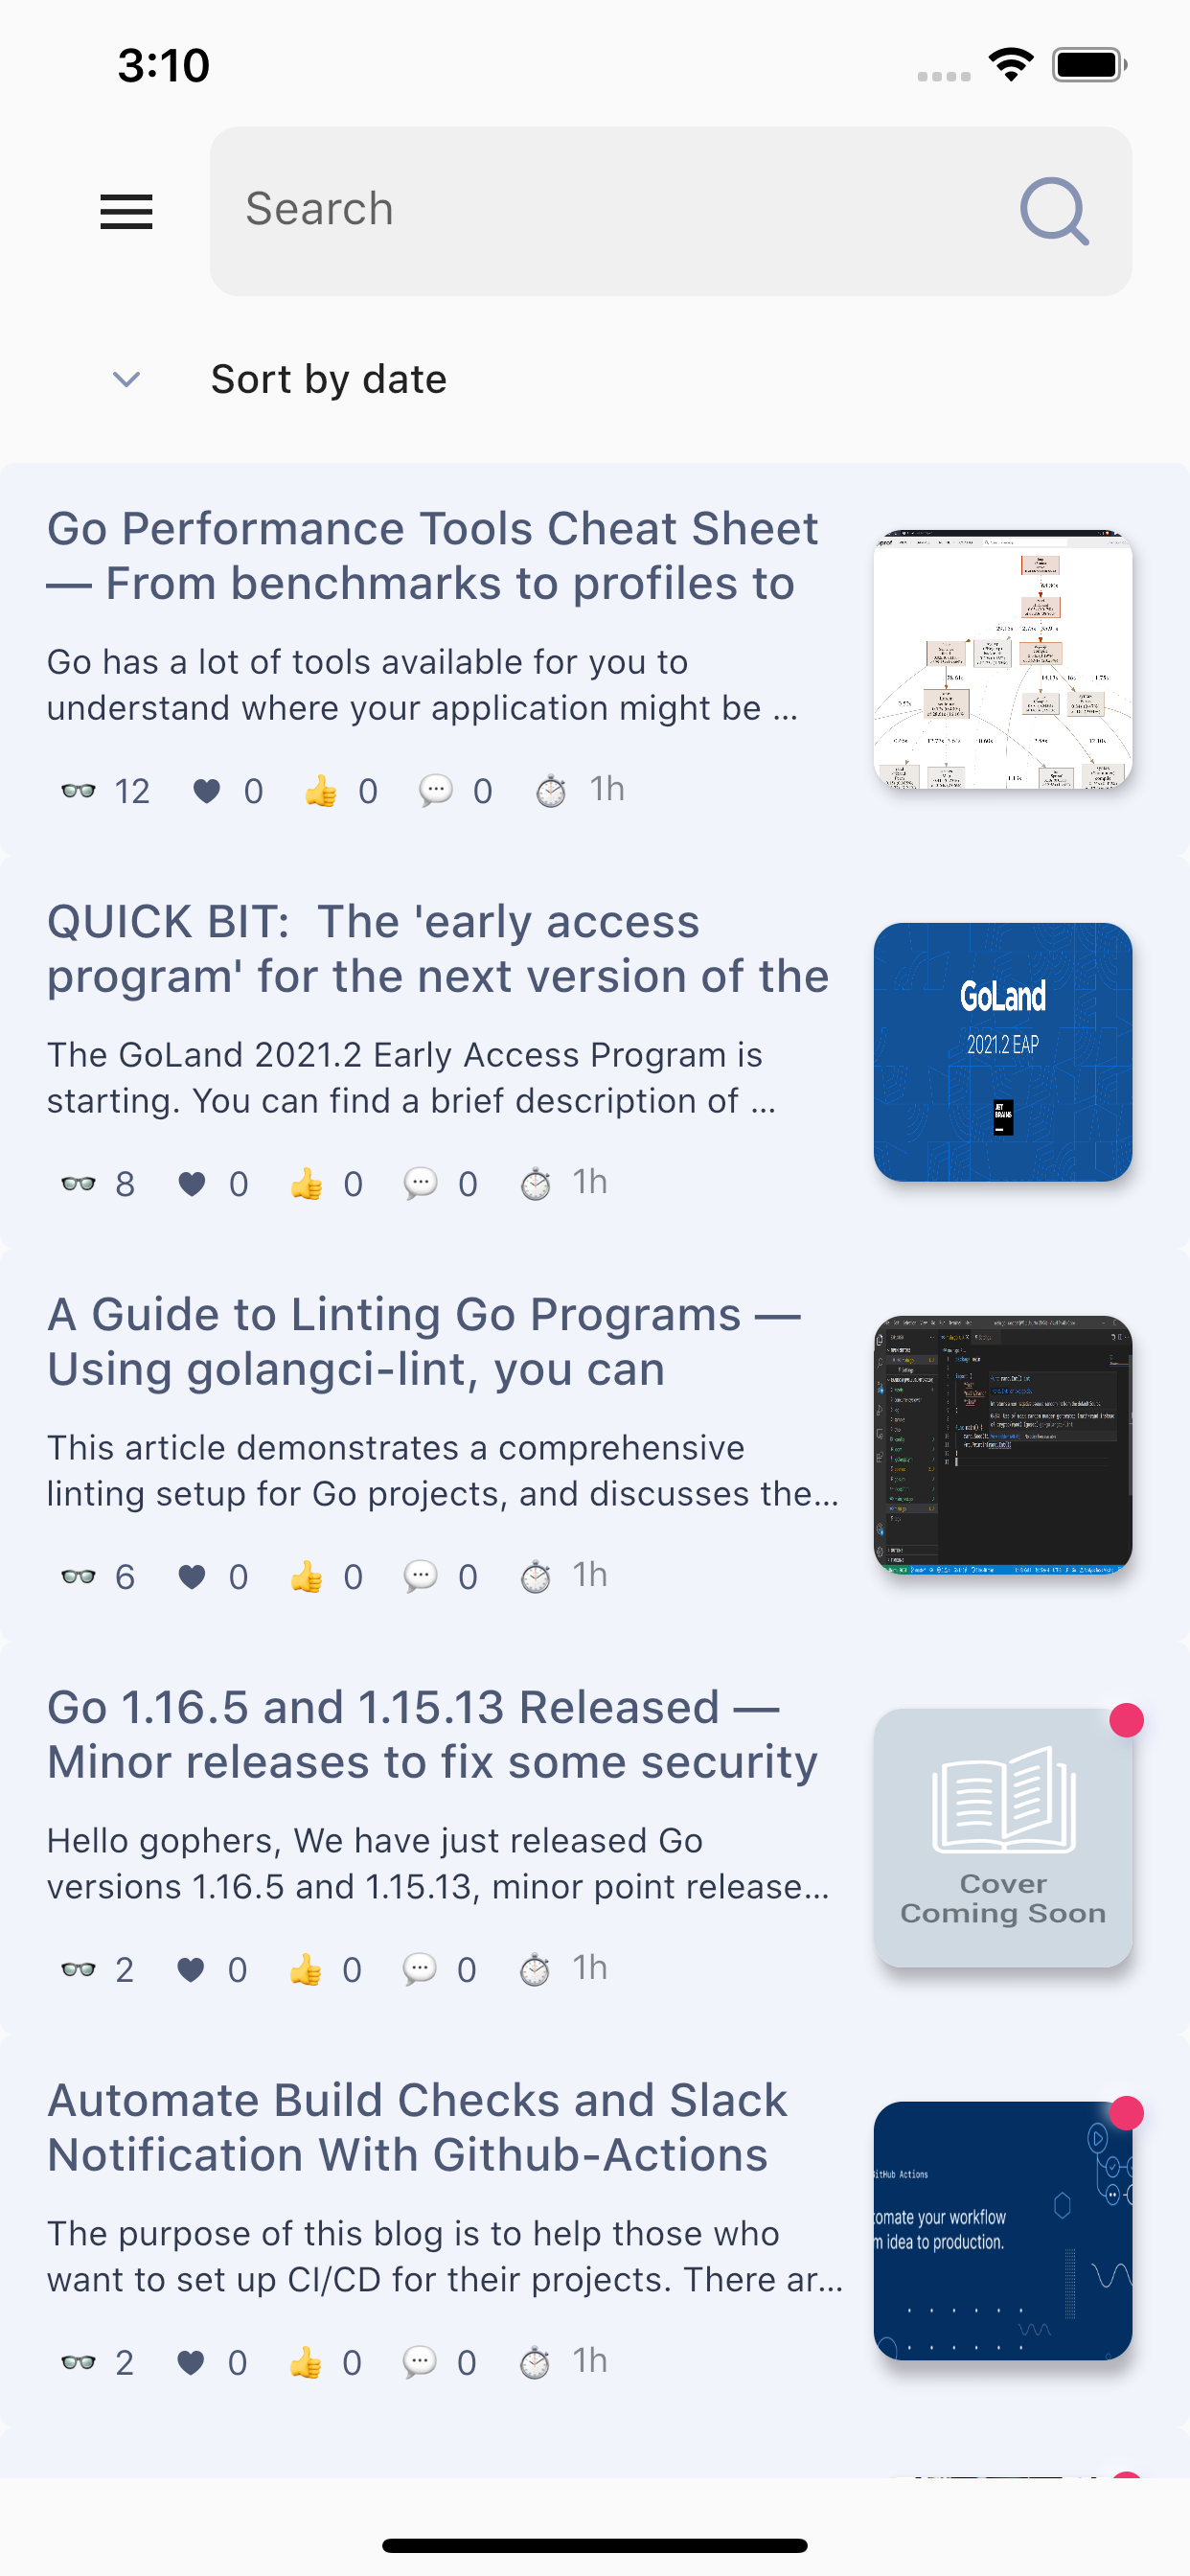 3:10
Search
Sort by date
Go Performance Tools Cheat Sheet
— From benchmarks to profiles to
Go has a lot of tools available for you to
understand where your application might be ...
👓 12 🖤 0 👍 0 💬 0 ⏱ 1h
QUICK BIT:  The 'early access
program' for the next version of the
The GoLand 2021.2 Early Access Program is
starting. You can find a brief description of ...
GoLand
2021.2 EAP
JET
BRAINS
👓 8 🖤 0 👍 0 💬 0 ⏱ 1h
A Guide to Linting Go Programs —
Using golangci-lint, you can
This article demonstrates a comprehensive
linting setup for Go projects, and discusses the...
👓 6 🖤 0 👍 0 💬 0 ⏱ 1h
Go 1.16.5 and 1.15.13 Released —
Minor releases to fix some security
Hello gophers, We have just released Go
versions 1.16.5 and 1.15.13, minor point release...
Cover
Coming Soon
👓 2 🖤 0 👍 0 💬 0 ⏱ 1h
Automate Build Checks and Slack
Notification With Github-Actions
The purpose of this blog is to help those who
want to set up CI/CD for their projects. There ar...
GitHub Actions
omate your workflow
m idea to production.
👓 2 🖤 0 👍 0 💬 0 ⏱ 1h